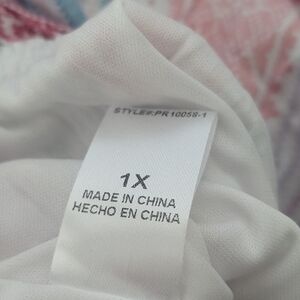 STYLE#:PR10058-1
1X
MADE IN CHINA
HECHO EN CHINA